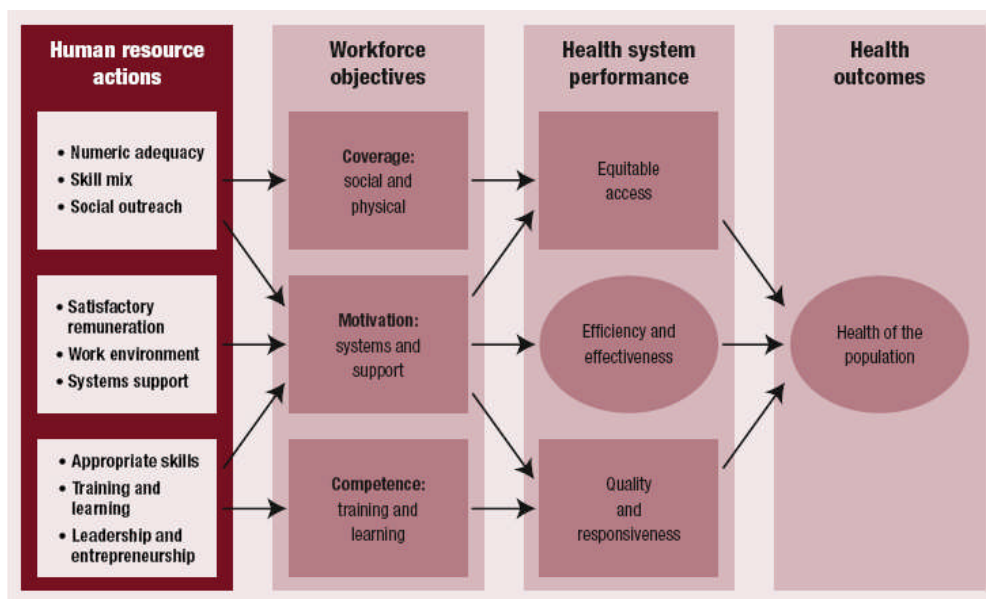 Human resource
actions
• Numeric adequacy
• Skill mix
• Social outreach
• Satisfactory
remuneration
• Work environment
• Systems support
• Appropriate skills
• Training and
learning
• Leadership and
entrepreneurship
Workforce
objectives
Coverage:
social and
physical
Motivation:
systems and
support
Competence:
training and
learning
Health system
performance
Equitable
access
Efficiency and
effectiveness
Quality
and
responsiveness
Health
outcomes
Health of the
population